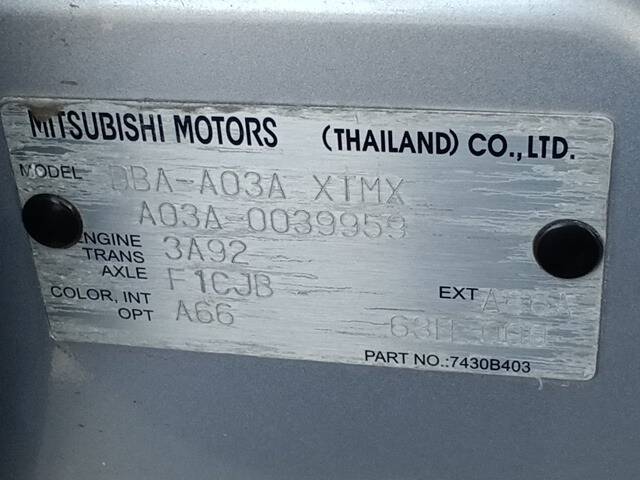 MITSUBISHI MOTORS (THAILAND) CO., LTD.
MODEL DBA-A03A XTMX
A03A-0039959
ENGINE 3A92
TRANS
AXLE F1CJB
COLOR, INT A66 EXT
OPT
PART NO.:7430B403